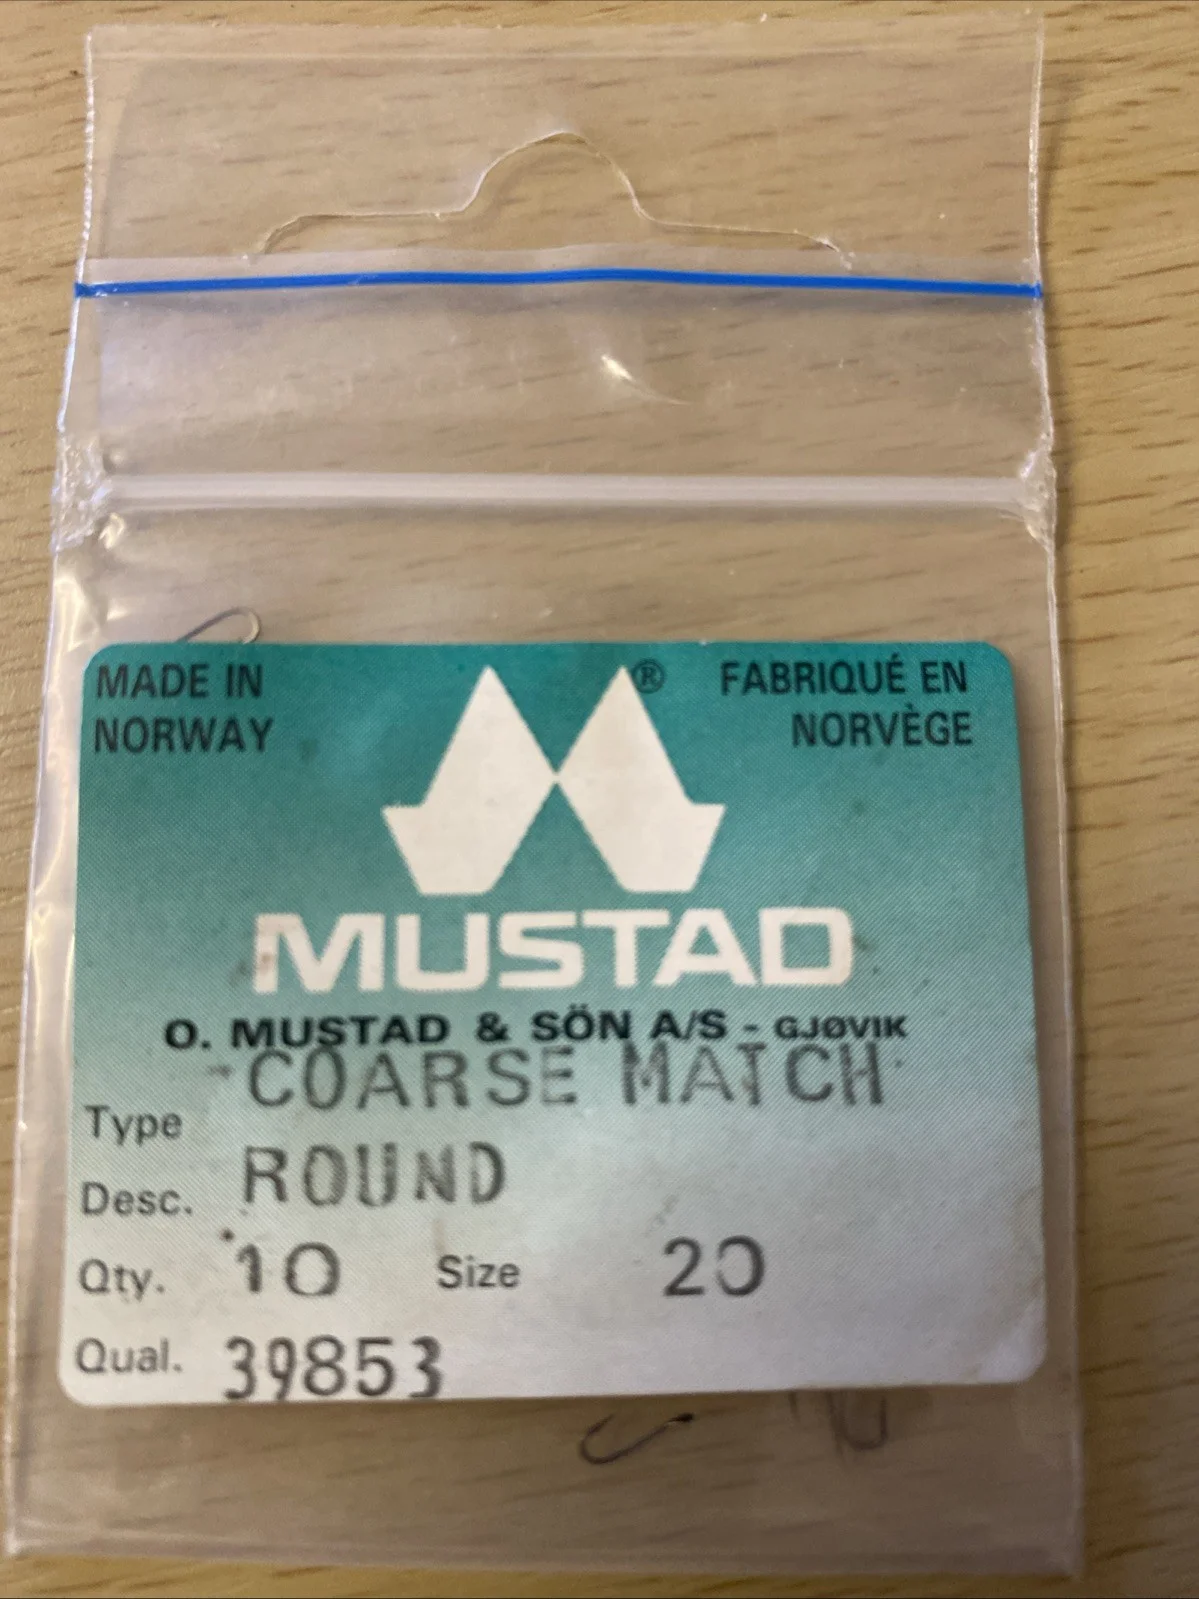 MADE IN
NORWAY
®
FABRIQUÉ EN
NORVÈGE
MUSTAD
O. MUSTAD & SÖN A/S - GJØVIK
Type COARSE MATCH
Desc. ROUND
Qty. 10 Size 20
Qual. 39853